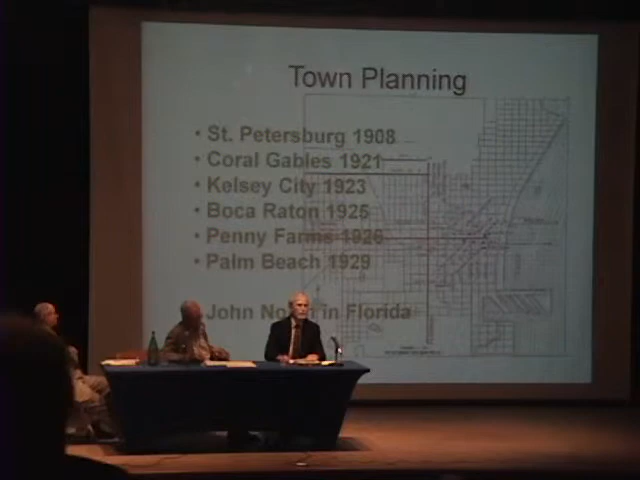 Town Planning
• St. Petersburg 1908
• Coral Gables 1921
• Kelsey City 1923
• Boca Raton 1925
• Penny Farms 1926
• Palm Beach 1929
John in Florida